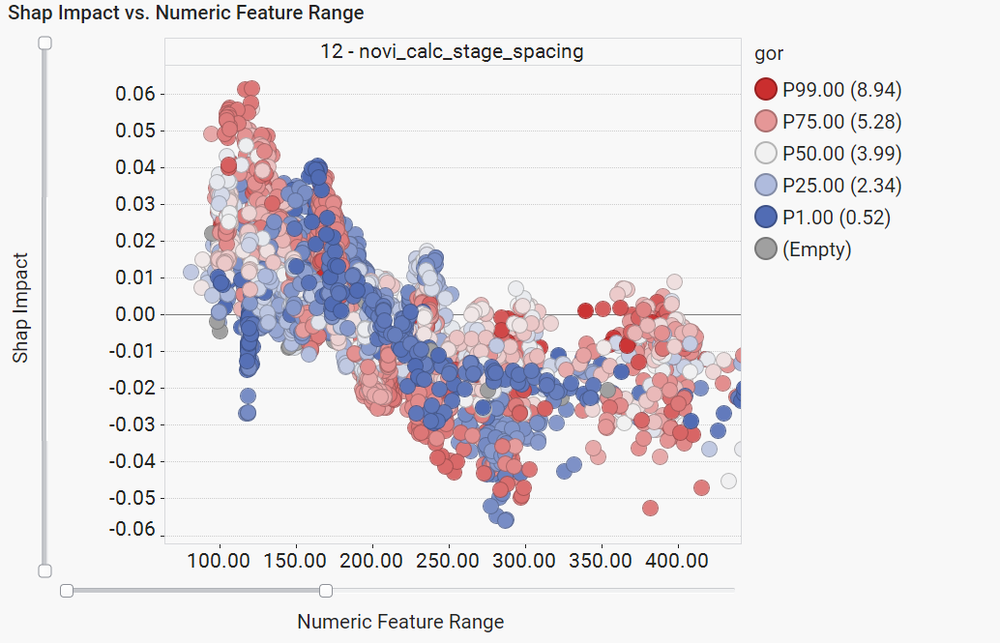 Shap Impact vs. Numeric Feature Range
12 - novi_calc_stage_spacing
gor
P99.00 (8.94)
P75.00 (5.28)
P50.00 (3.99)
P25.00 (2.34)
P1.00 (0.52)
(Empty)
Shap Impact
0.06
0.05
0.04
0.03
0.02
0.01
0.00
-0.01
-0.02
-0.03
-0.04
-0.05
-0.06
100.00 150.00 200.00 250.00 300.00 350.00 400.00
Numeric Feature Range